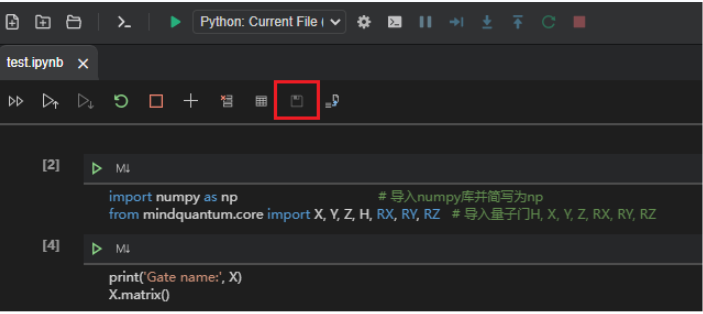 Python: Current File (
test.ipynb
[2]
M↓
import numpy as np # 导入numpy库并简写为np
from mindquantum.core import X, Y, Z, H, RX, RY, RZ # 导入量子门H, X, Y, Z, RX, RY, RZ
[4]
M↓
print('Gate name:', X)
X.matrix()